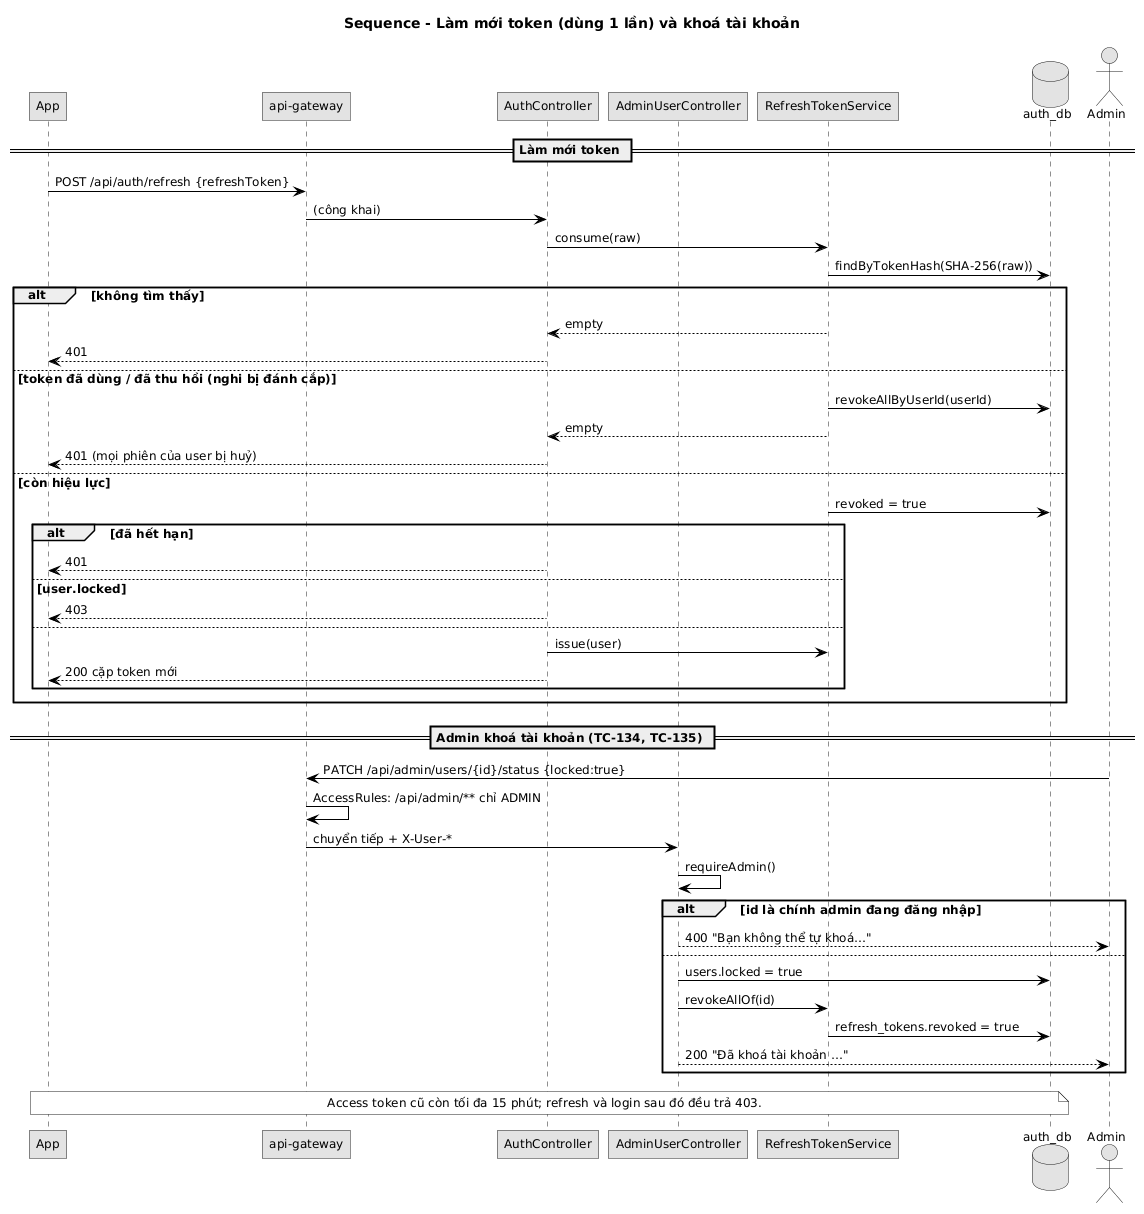 Sequence - Làm mới token (dùng 1 lần) và khoá tài khoản
App
api-gateway
AuthController
AdminUserController
RefreshTokenService
auth_db
Admin
Làm mới token
POST /api/auth/refresh {refreshToken}
(công khai)
consume(raw)
findByTokenHash(SHA-256(raw))
alt
[không tìm thấy]
empty
401
[token đã dùng / đã thu hồi (nghi bị đánh cắp)]
revokeAllByUserId(userId)
empty
401 (mọi phiên của user bị huỷ)
[còn hiệu lực]
revoked = true
alt
[đã hết hạn]
401
[user.locked]
403
issue(user)
200 cặp token mới
Admin khoá tài khoản (TC-134, TC-135)
PATCH /api/admin/users/{id}/status {locked:true}
AccessRules: /api/admin/** chỉ ADMIN
chuyển tiếp + X-User-*
requireAdmin()
alt
[id là chính admin đang đăng nhập]
400 "Bạn không thể tự khoá..."
users.locked = true
revokeAllOf(id)
refresh_tokens.revoked = true
200 "Đã khoá tài khoản ..."
Access token cũ còn tối đa 15 phút; refresh và login sau đó đều trả 403.
App
api-gateway
AuthController
AdminUserController
RefreshTokenService
auth_db
Admin